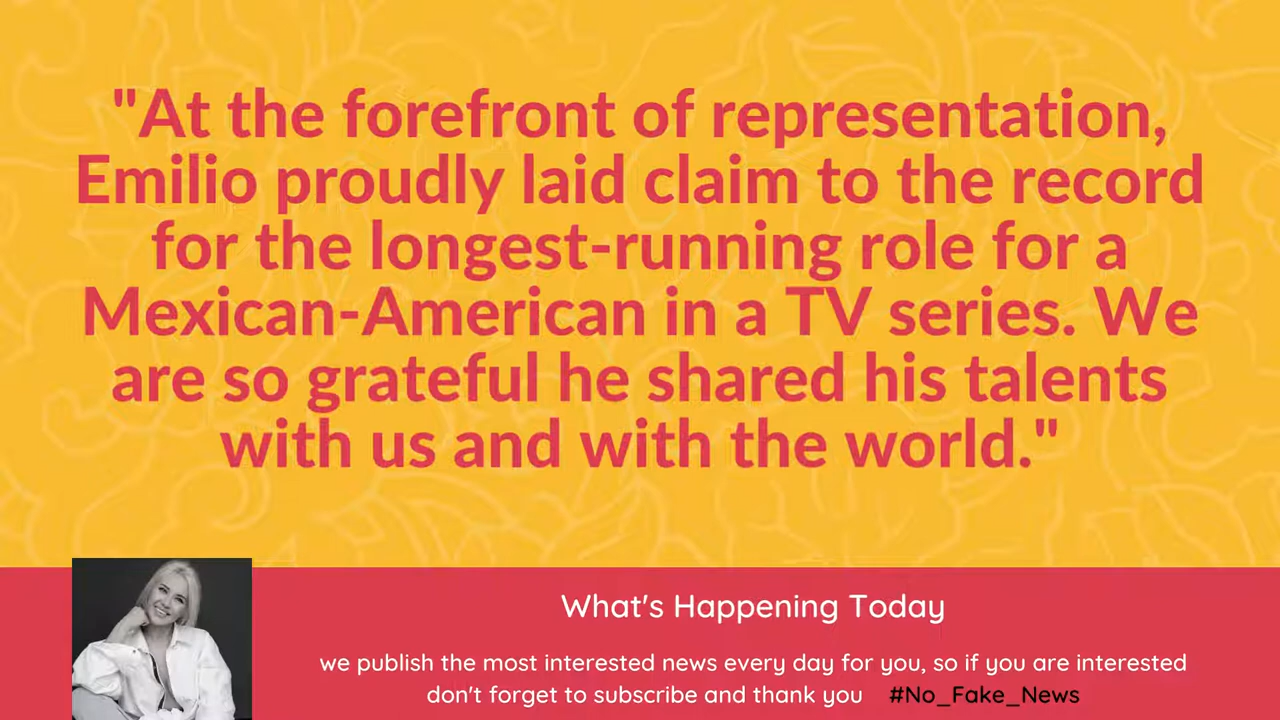 "At the forefront of representation,
Emilio proudly laid claim to the record
for the longest-running role for a
Mexican-American in a TV series. We
are so grateful he shared his talents
with us and with the world."
What's Happening Today
we publish the most interested news every day for you, so if you are interested
don't forget to subscribe and thank you #No_Fake_News